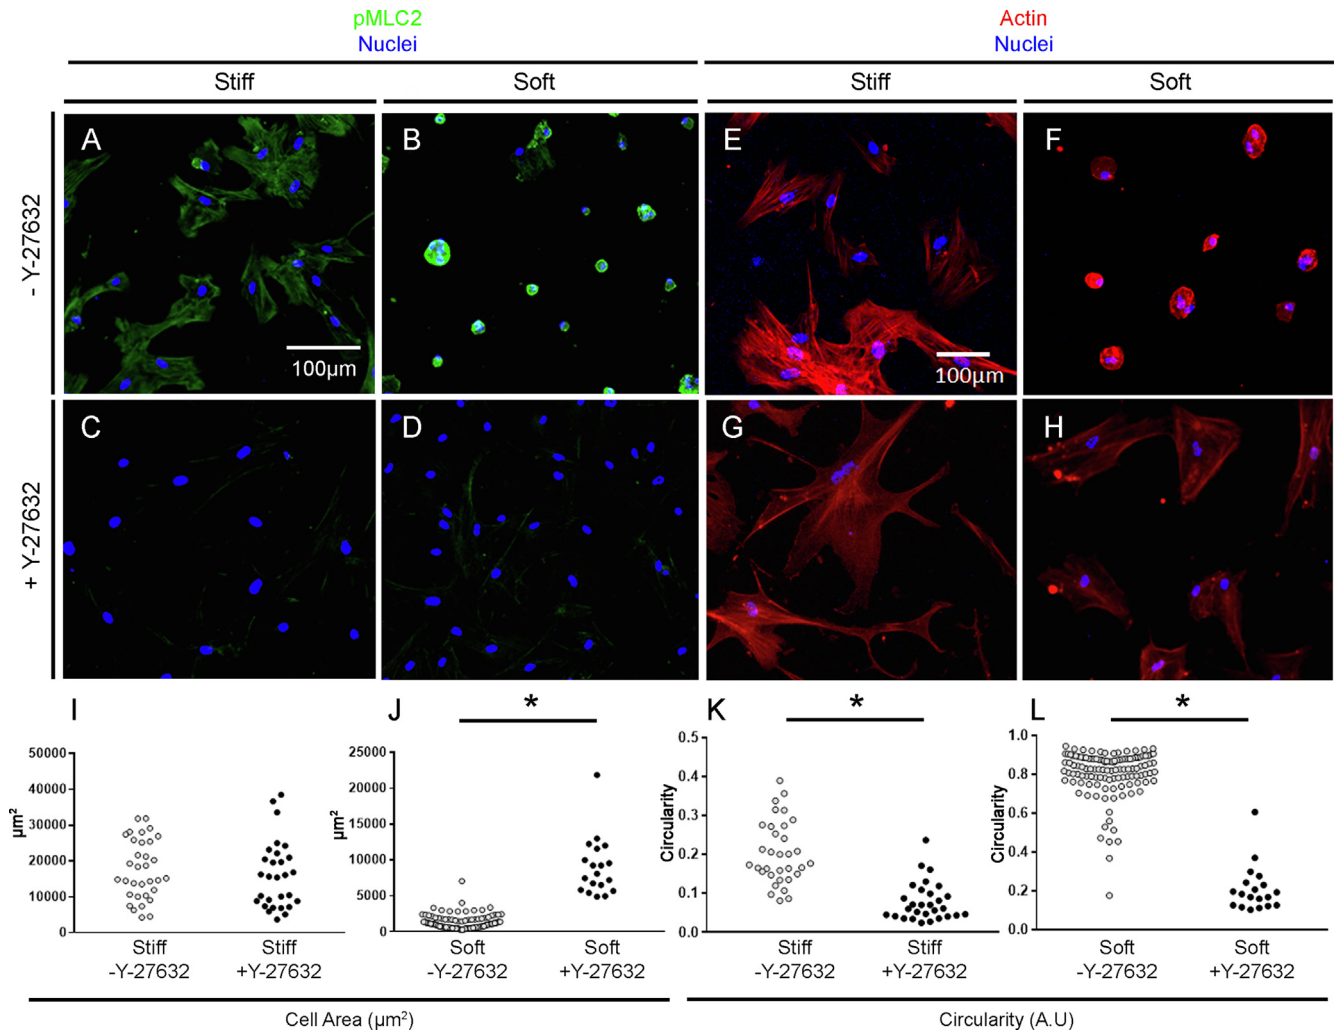 pMLC2
Nuclei
Actin
Nuclei
Stiff
Soft
Stiff
Soft
- Y-27632
A
B
E
F
100µm
100µm
+ Y-27632
C
D
G
H
I
J
K
L
*
*
*
50000
40000
30000
20000
10000
0
µm²
Stiff
-Y-27632
Stiff
+Y-27632
25000
20000
15000
10000
5000
0
µm²
Soft
-Y-27632
Soft
+Y-27632
0.5
0.4
0.3
0.2
0.1
0.0
Circularity
Stiff
-Y-27632
Stiff
+Y-27632
1.0
0.8
0.6
0.4
0.2
0.0
Circularity
Soft
-Y-27632
Soft
+Y-27632
Cell Area (µm²)
Circularity (A.U)